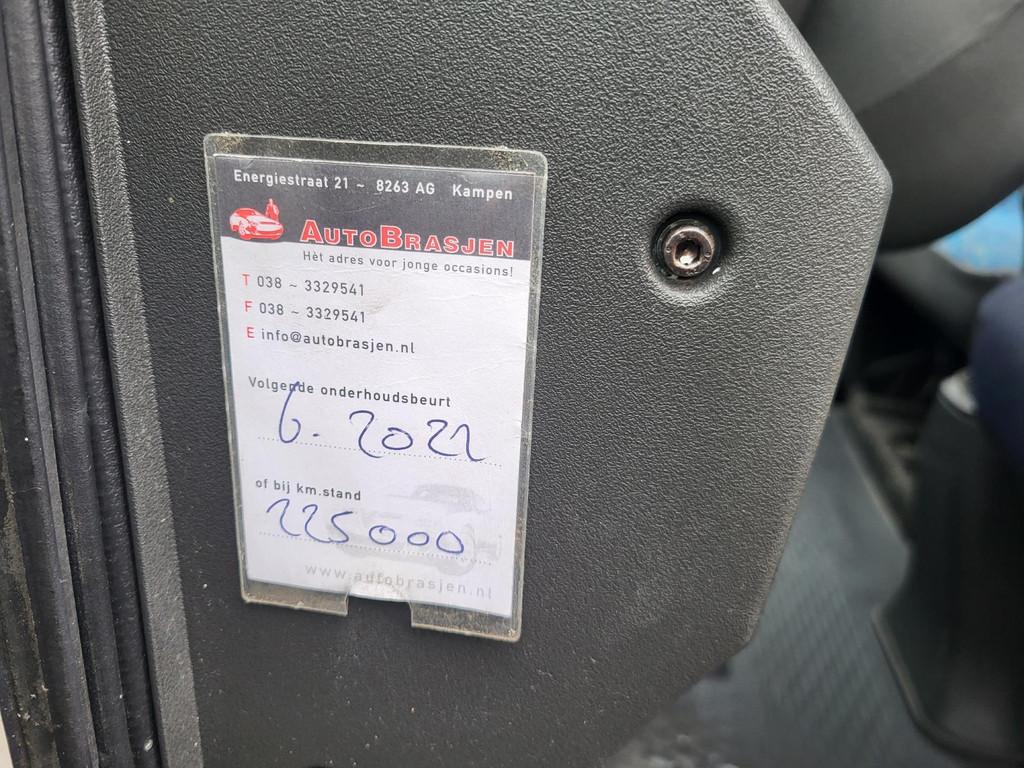 Energiestraat 21 ~ 8263 AG Kampen
AUTOBRASJEN
Hèt adres voor jonge occasions!
T 038 ~ 3329541
F 038 ~ 3329541
E info@autobrasjen.nl
Volgende onderhoudsbeurt
6. 2022
of bij km.stand
225000
www.autobrasjen.nl